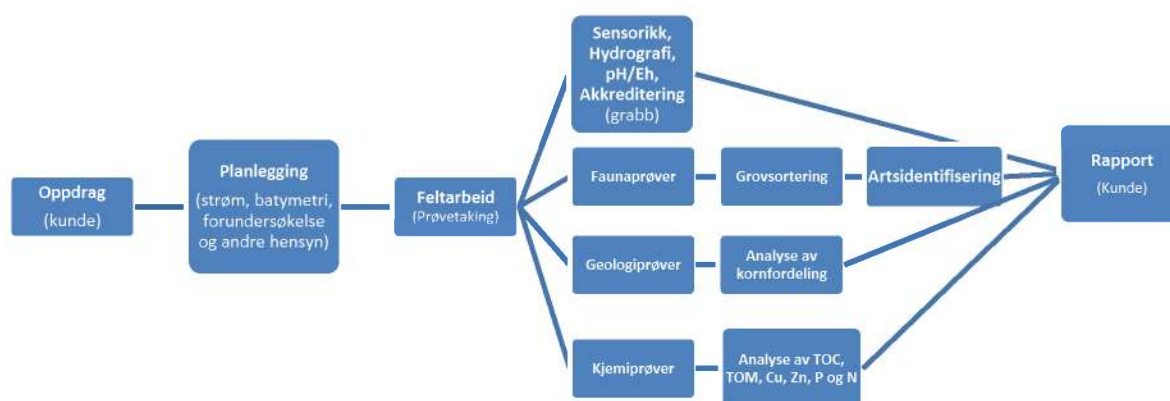 Oppdrag
(kunde)
Planlegging
(strøm, batymetri,
forundersøkelse
og andre hensyn)
Feltarbeid
(Prøvetaking)
Sensorikk,
Hydrografi,
pH/Eh,
Akkreditering
(grabb)
Faunaprøver
Grovsortering
Artsidentifisering
Geologiprøver
Analyse av
kornfordeling
Kjemiprøver
Analyse av TOC,
TOM, Cu, Zn, P og N
Rapport
(Kunde)